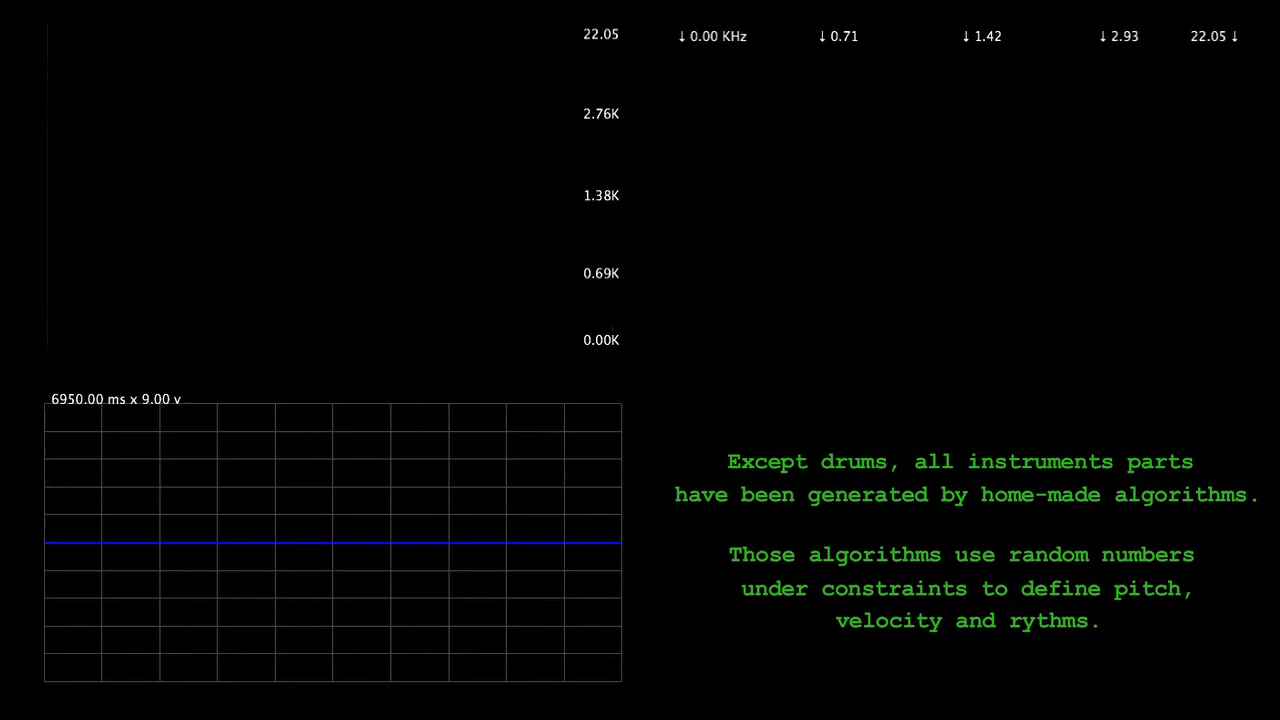 22.05
2.76K
1.38K
0.69K
0.00K
↓ 0.00 KHz ↓ 0.71 ↓ 1.42 ↓ 2.93 22.05 ↓
6950.00 ms x 9.00 v
Except drums, all instruments parts
have been generated by home-made algorithms.
Those algorithms use random numbers
under constraints to define pitch,
velocity and rythms.